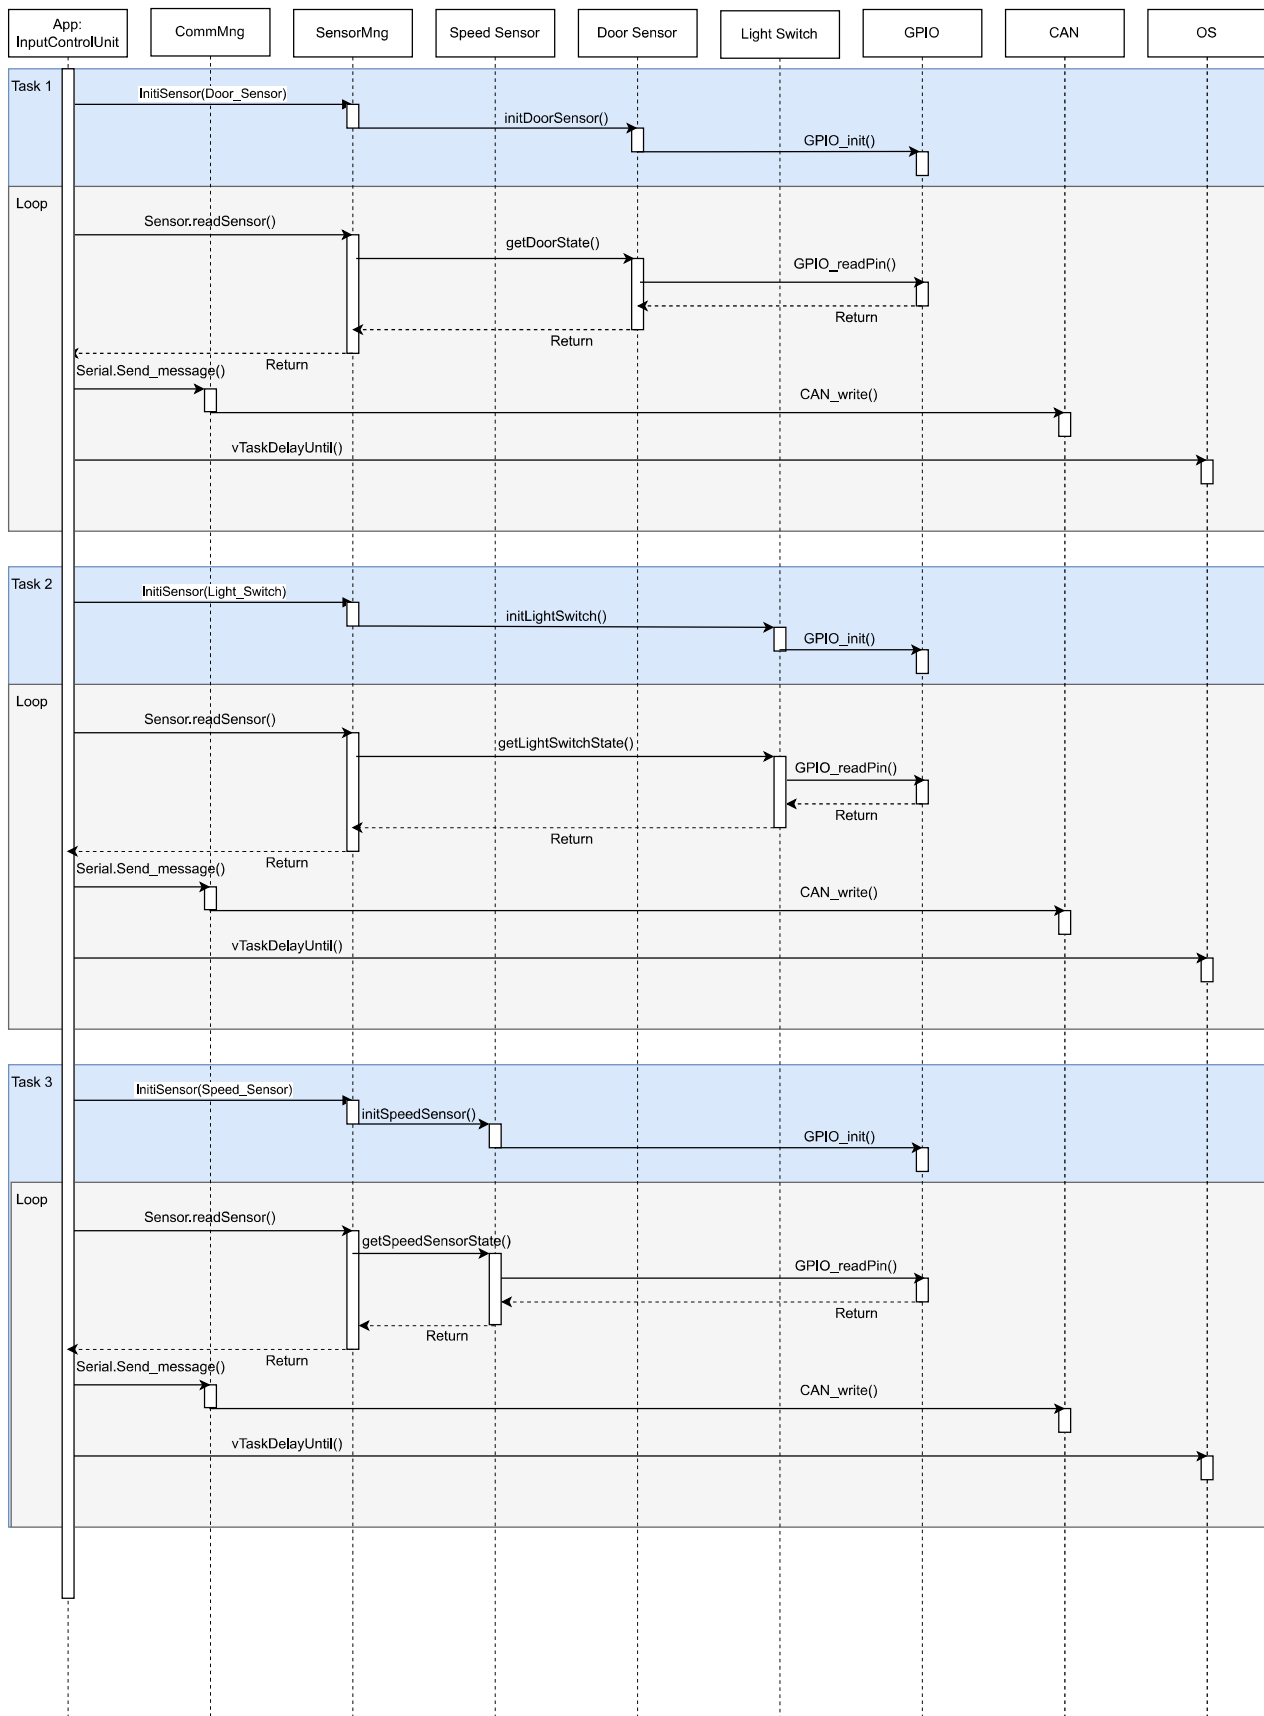 App:
InputControlUnit
CommMng
SensorMng
Speed Sensor
Door Sensor
Light Switch
GPIO
CAN
OS
Task 1
InitiSensor(Door_Sensor)
initDoorSensor()
GPIO_init()
Loop
Sensor.readSensor()
getDoorState()
GPIO_readPin()
Return
Return
Return
Serial.Send_message()
CAN_write()
vTaskDelayUntil()
Task 2
InitiSensor(Light_Switch)
initLightSwitch()
GPIO_init()
Loop
Sensor.readSensor()
getLightSwitchState()
GPIO_readPin()
Return
Return
Return
Serial.Send_message()
CAN_write()
vTaskDelayUntil()
Task 3
InitiSensor(Speed_Sensor)
initSpeedSensor()
GPIO_init()
Loop
Sensor.readSensor()
getSpeedSensorState()
GPIO_readPin()
Return
Return
Return
Serial.Send_message()
CAN_write()
vTaskDelayUntil()